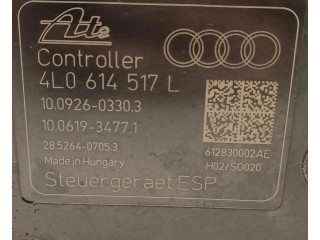 Ate
Controller
4L0 614 517 L
10.0926-0330.3
10.0619-3477.1
28.5264-0705.3
Made in Hungary
612830002AE
H02/SO020
Steuergeraet ESP